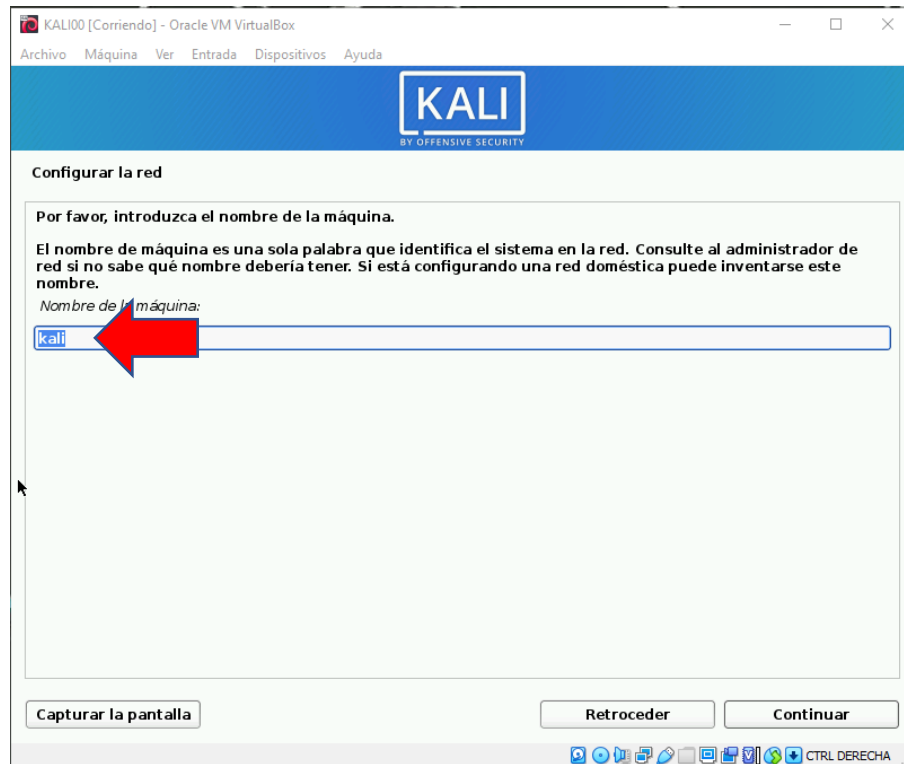 KALI00 [Corriendo] - Oracle VM VirtualBox
Archivo Máquina Ver Entrada Dispositivos Ayuda
KALI
BY OFFENSIVE SECURITY
Configurar la red
Por favor, introduzca el nombre de la máquina.
El nombre de máquina es una sola palabra que identifica el sistema en la red. Consulte al administrador de
red si no sabe qué nombre debería tener. Si está configurando una red doméstica puede inventarse este
nombre.
Nombre de la máquina:
kali
Capturar la pantalla Retroceder Continuar
CTRL DERECHA